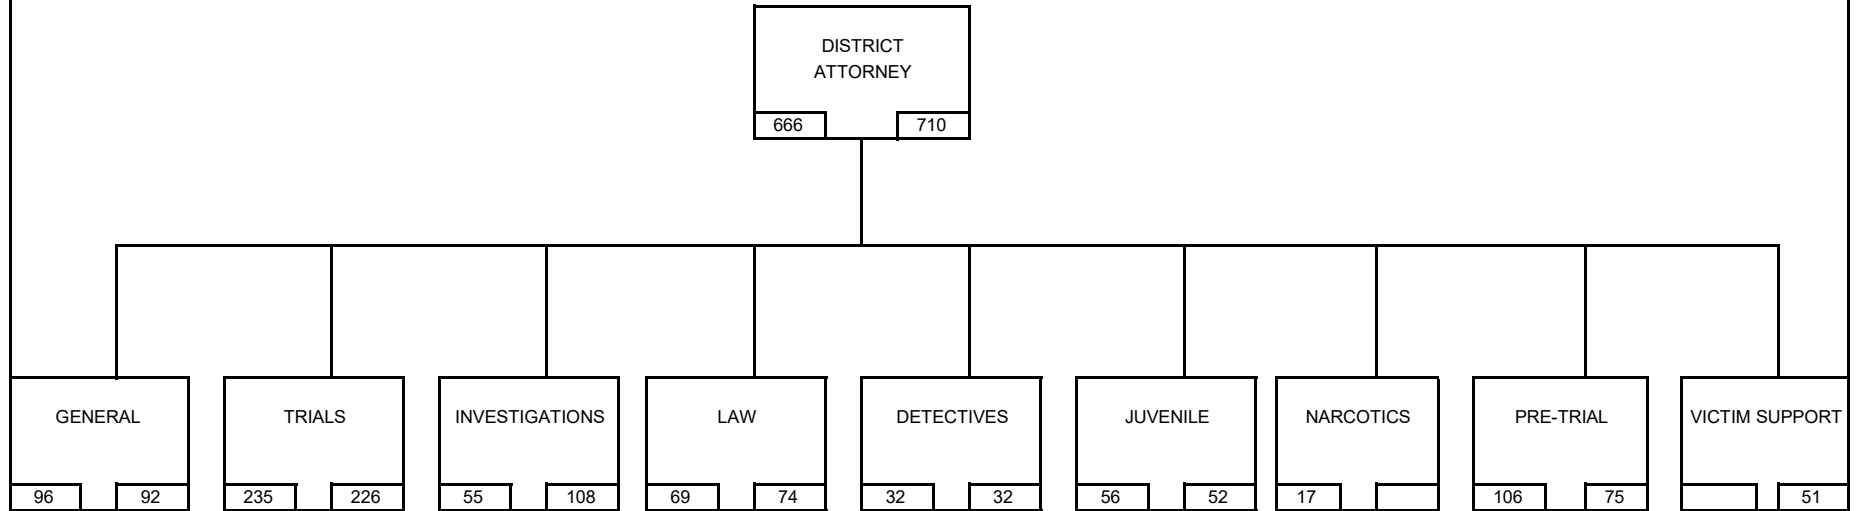 DISTRICT
ATTORNEY
666 710
GENERAL TRIALS INVESTIGATIONS LAW DETECTIVES JUVENILE NARCOTICS PRE-TRIAL VICTIM SUPPORT
96 92 235 226 55 108 69 74 32 32 56 52 17 106 75 51